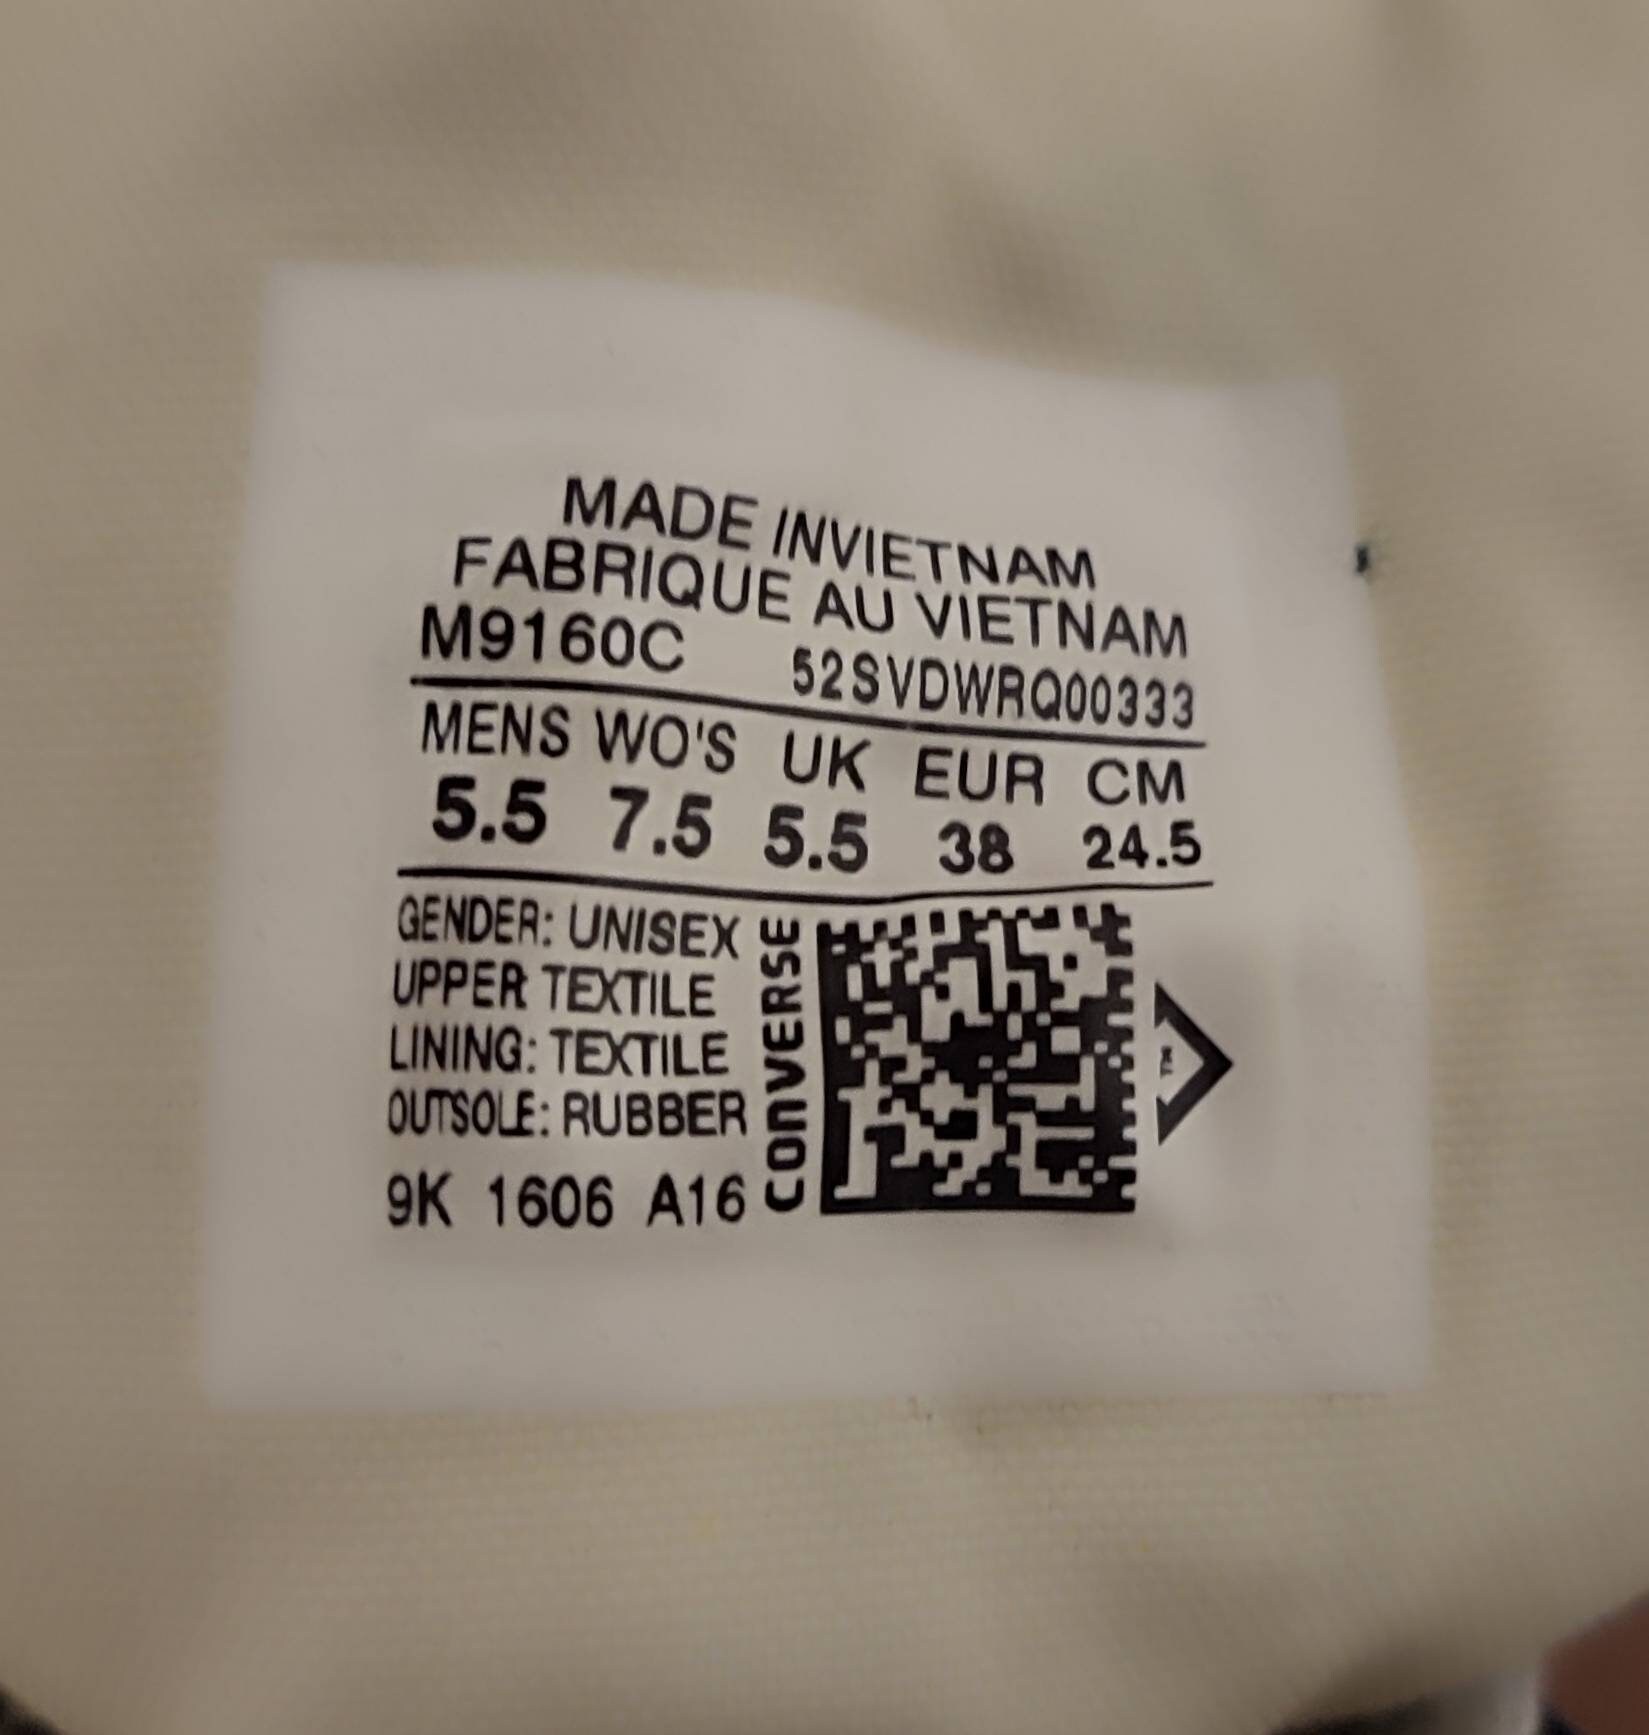 MADE INVIETNAM
FABRIQUE AU VIETNAM
M9160C 52SVDWRQ00333
MENS WO'S UK EUR CM
5.5 7.5 5.5 38 24.5
GENDER: UNISEX
UPPER TEXTILE
LINING: TEXTILE
OUTSOLE: RUBBER
9K 1606 A16
CONVERSE
TM